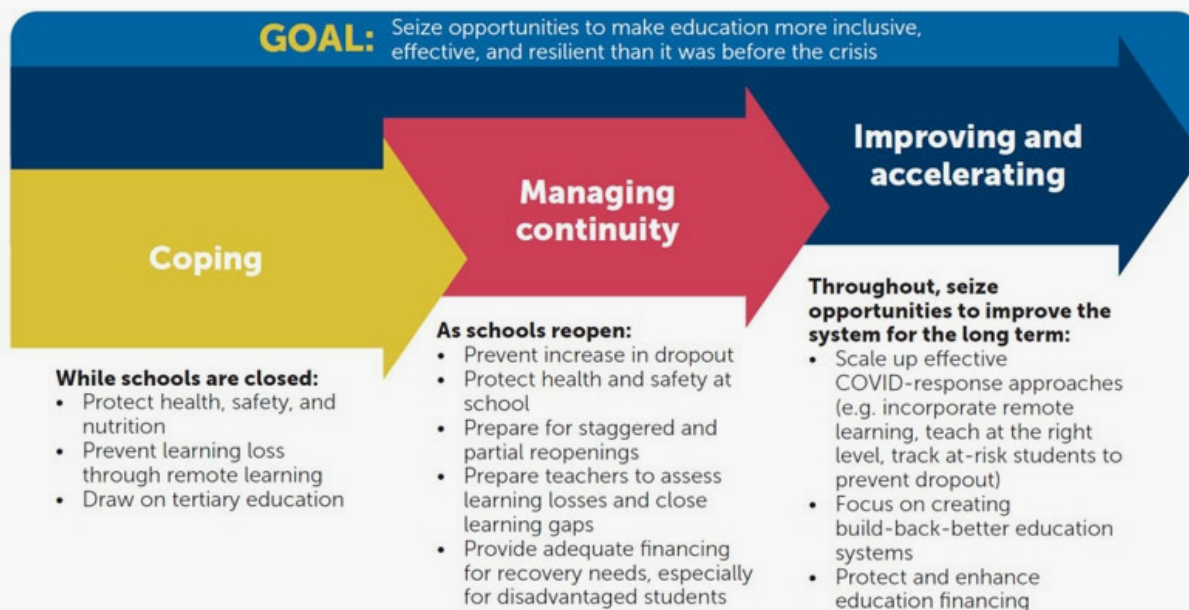 GOAL: Seize opportunities to make education more inclusive,
effective, and resilient than it was before the crisis
Coping
Managing
continuity
Improving and
accelerating
While schools are closed:
• Protect health, safety, and
nutrition
• Prevent learning loss
through remote learning
• Draw on tertiary education
As schools reopen:
• Prevent increase in dropout
• Protect health and safety at
school
• Prepare for staggered and
partial reopenings
• Prepare teachers to assess
learning losses and close
learning gaps
• Provide adequate financing
for recovery needs, especially
for disadvantaged students
Throughout, seize
opportunities to improve the
system for the long term:
• Scale up effective
COVID-response approaches
(e.g. incorporate remote
learning, teach at the right
level, track at-risk students to
prevent dropout)
• Focus on creating
build-back-better education
systems
• Protect and enhance
education financing